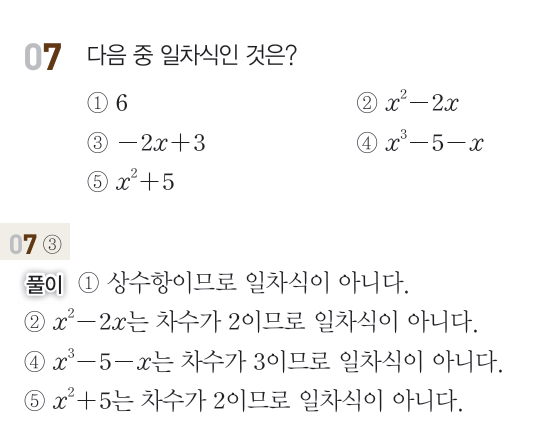 07 다음 중 일차식인 것은?
① 6 ② x²−2x
③ −2x+3 ④ x³−5−x
⑤ x²+5
07 ③
풀이 ① 상수항이므로 일차식이 아니다.
② x²−2x는 차수가 2이므로 일차식이 아니다.
④ x³−5−x는 차수가 3이므로 일차식이 아니다.
⑤ x²+5는 차수가 2이므로 일차식이 아니다.